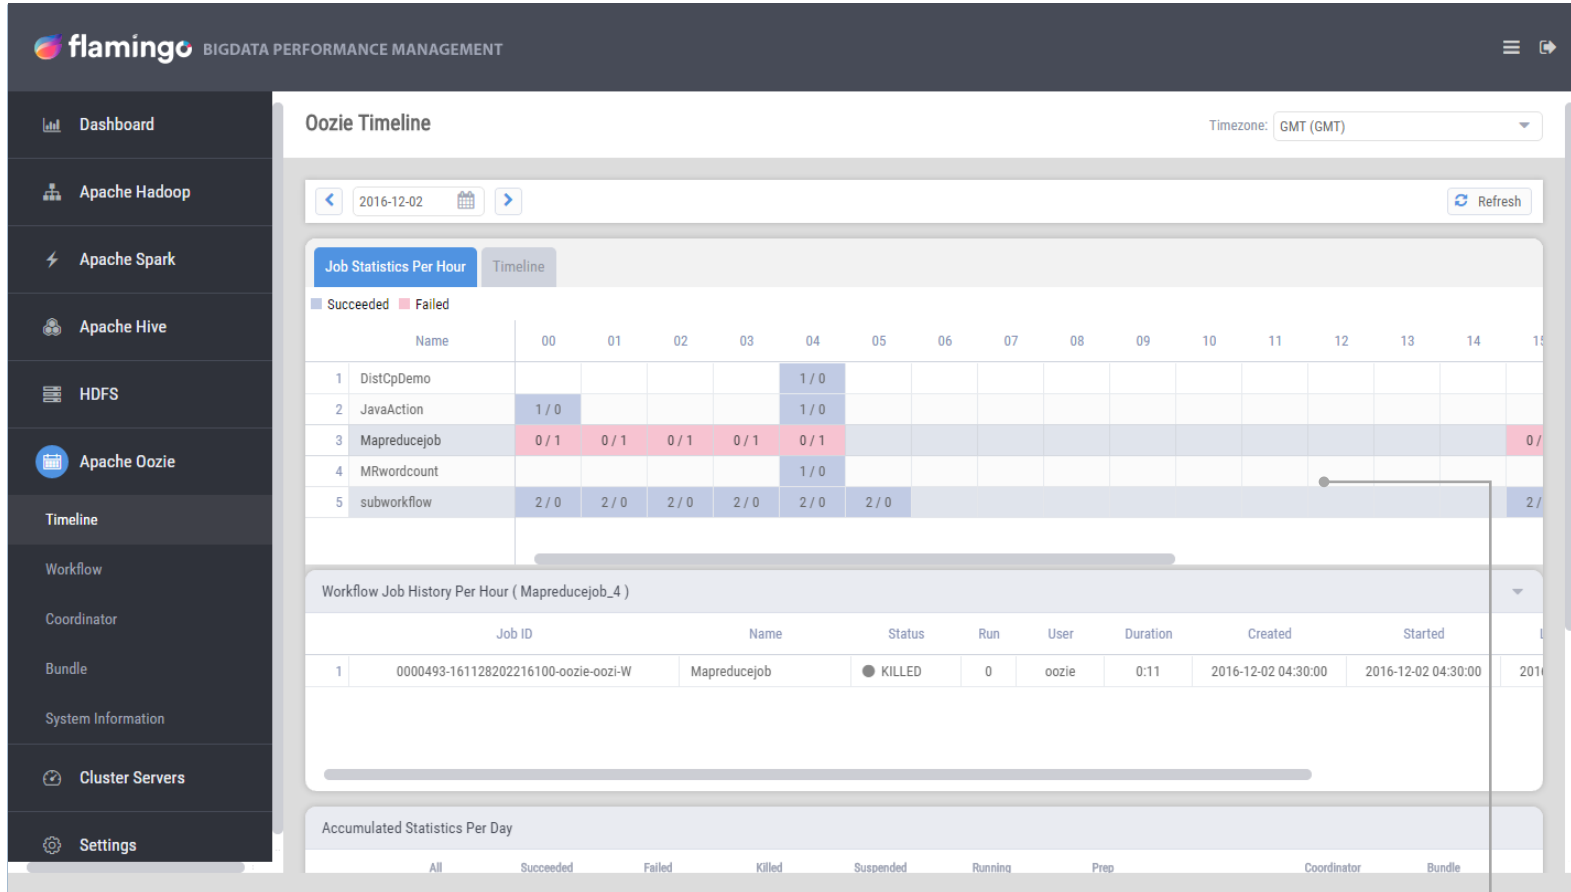 flamingo BIGDATA PERFORMANCE MANAGEMENT
Dashboard
Apache Hadoop
Apache Spark
Apache Hive
HDFS
Apache Oozie
Timeline
Workflow
Coordinator
Bundle
System Information
Cluster Servers
Settings
Oozie Timeline
Timezone: GMT (GMT)
2016-12-02
Refresh
Job Statistics Per Hour Timeline
Succeeded Failed
Name 00 01 02 03 04 05 06 07 08 09 10 11 12 13 14 15
1 DistCpDemo 1 / 0
2 JavaAction 1 / 0 1 / 0
3 Mapreducejob 0 / 1 0 / 1 0 / 1 0 / 1 0 / 1 0 /
4 MRwordcount 1 / 0
5 subworkflow 2 / 0 2 / 0 2 / 0 2 / 0 2 / 0 2 / 0 2 /
Workflow Job History Per Hour ( Mapreducejob_4 )
Job ID Name Status Run User Duration Created Started
1 0000493-161128202216100-oozie-oozi-W Mapreducejob KILLED 0 oozie 0:11 2016-12-02 04:30:00 2016-12-02 04:30:00 201
Accumulated Statistics Per Day
All Succeeded Failed Killed Suspended Running Prep Coordinator Bundle